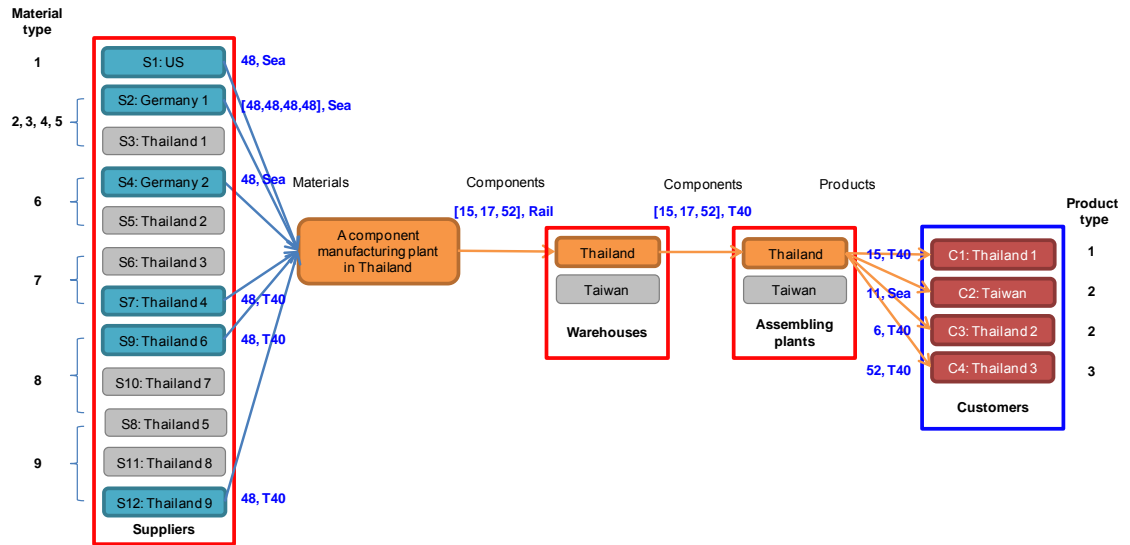 Material
type
1
2, 3, 4, 5
6
7
8
9
S1: US
S2: Germany 1
S3: Thailand 1
S4: Germany 2
S5: Thailand 2
S6: Thailand 3
S7: Thailand 4
S9: Thailand 6
S10: Thailand 7
S8: Thailand 5
S11: Thailand 8
S12: Thailand 9
Suppliers
48, Sea
[48,48,48,48], Sea
48, Sea
48, T40
48, T40
48, T40
Materials
A component
manufacturing plant
in Thailand
Components
[15, 17, 52], Rail
Thailand
Taiwan
Warehouses
Components
[15, 17, 52], T40
Thailand
Taiwan
Assembling
plants
Products
15, T40
11, Sea
6, T40
52, T40
C1: Thailand 1
C2: Taiwan
C3: Thailand 2
C4: Thailand 3
Customers
Product
type
1
2
2
3